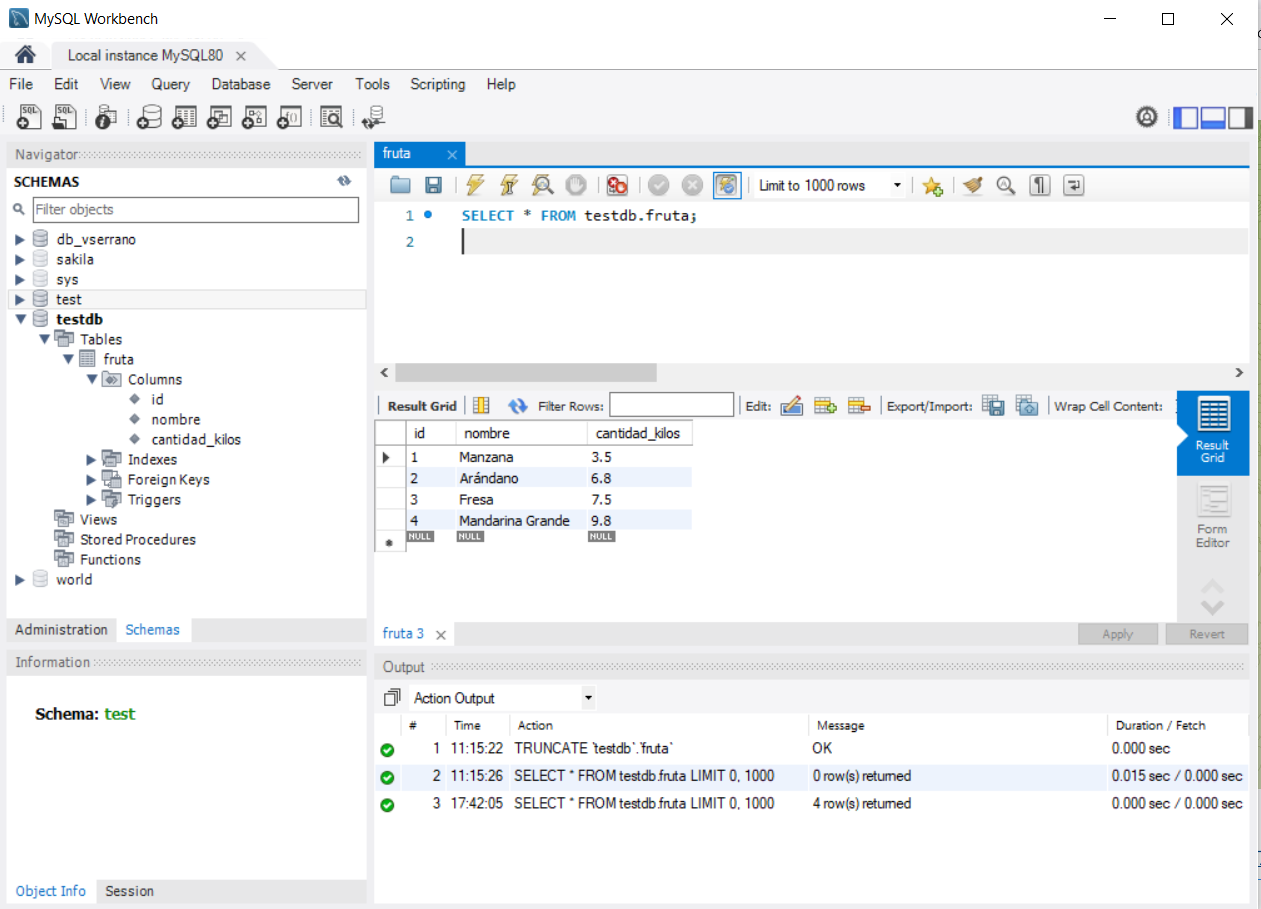 MySQL Workbench
Local instance MySQL80
File Edit View Query Database Server Tools Scripting Help
Navigator
SCHEMAS
Filter objects
db_vserrano
sakila
sys
test
testdb
Tables
fruta
Columns
id
nombre
cantidad_kilos
Indexes
Foreign Keys
Triggers
Views
Stored Procedures
Functions
world
Administration Schemas
Information
Schema: test
Object Info Session
fruta
Limit to 1000 rows
1 SELECT * FROM testdb.fruta;
2
Result Grid Filter Rows: Edit: Export/Import: Wrap Cell Content:
id nombre cantidad_kilos
1 Manzana 3.5
2 Arándano 6.8
3 Fresa 7.5
4 Mandarina Grande 9.8
NULL NULL NULL
Result
Grid
Form
Editor
fruta 3
Apply Revert
Output
Action Output
# Time Action Message Duration / Fetch
1 11:15:22 TRUNCATE `testdb`.`fruta` OK 0.000 sec
2 11:15:26 SELECT * FROM testdb.fruta LIMIT 0, 1000 0 row(s) returned 0.015 sec / 0.000 sec
3 17:42:05 SELECT * FROM testdb.fruta LIMIT 0, 1000 4 row(s) returned 0.000 sec / 0.000 sec